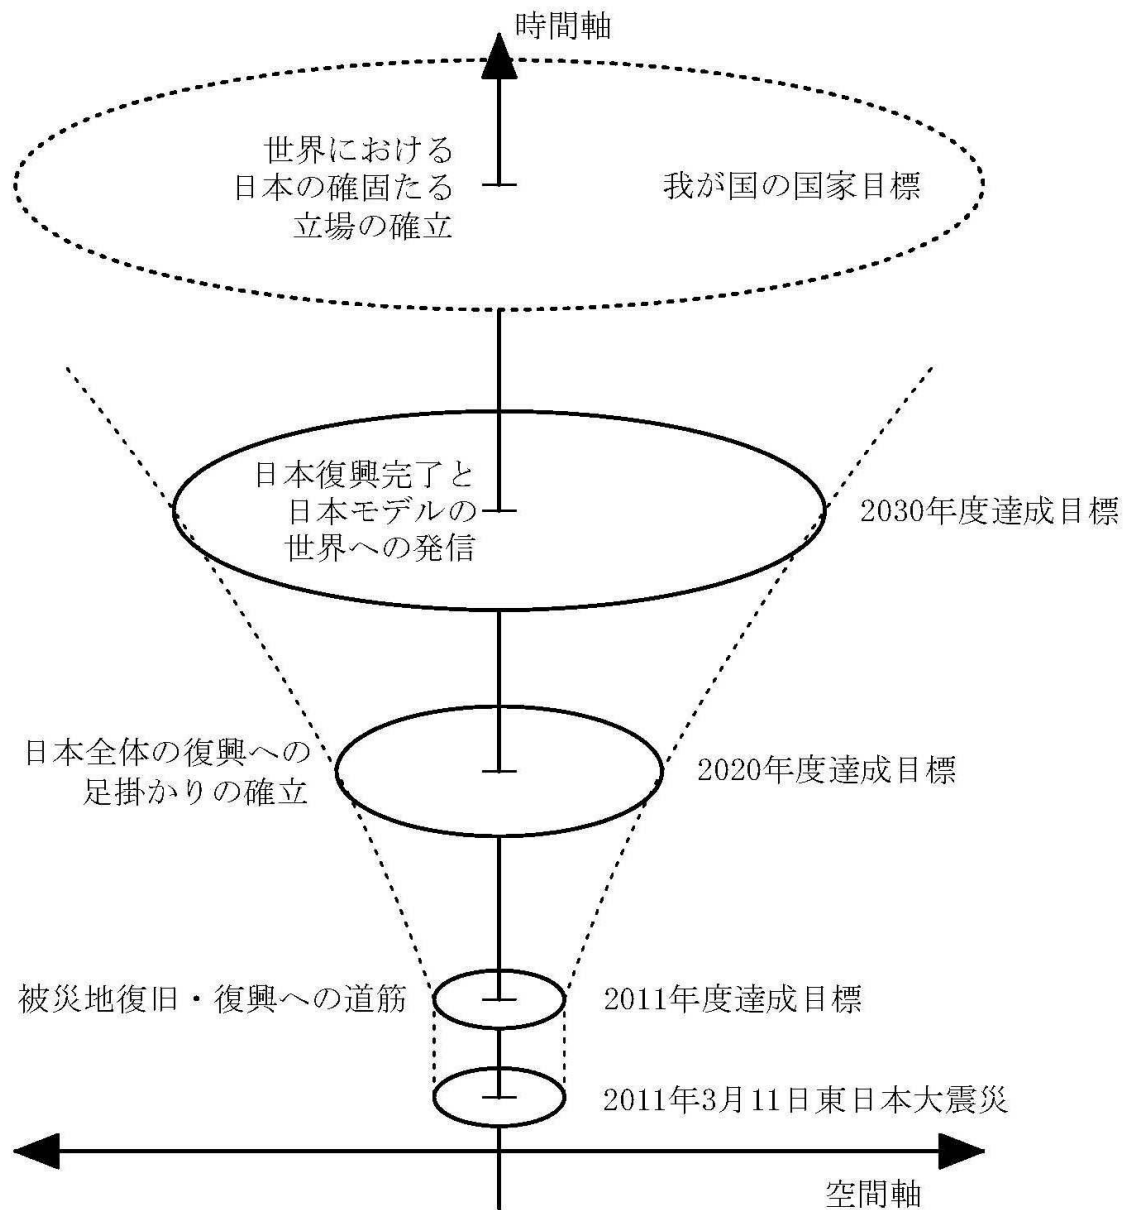 時間軸
世界における
日本の確固たる
立場の確立
我が国の国家目標
日本復興完了と
日本モデルの
世界への発信
2030年度達成目標
日本全体の復興への
足掛かりの確立
2020年度達成目標
被災地復旧・復興への道筋
2011年度達成目標
2011年3月11日東日本大震災
空間軸